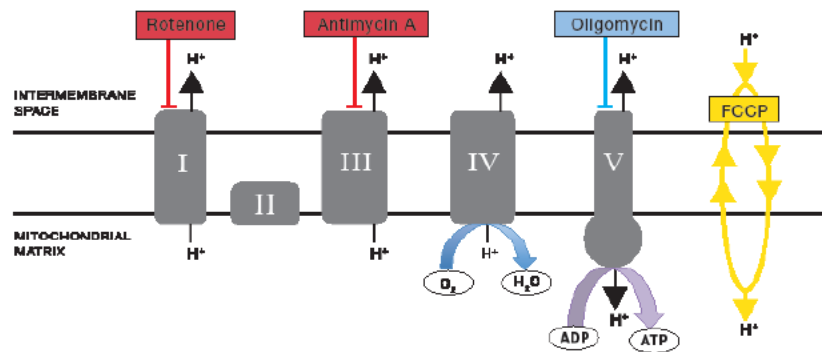 Rotenone
Antimycin A
Oligomycin
H⁺
H⁺
H⁺
H⁺
H⁺
INTERMEMBRANE
SPACE
FCCP
I
II
III
IV
V
MITOCHONDRIAL
MATRIX
H⁺
H⁺
H⁺
O₂
H₂O
H⁺
ADP
ATP
H⁺